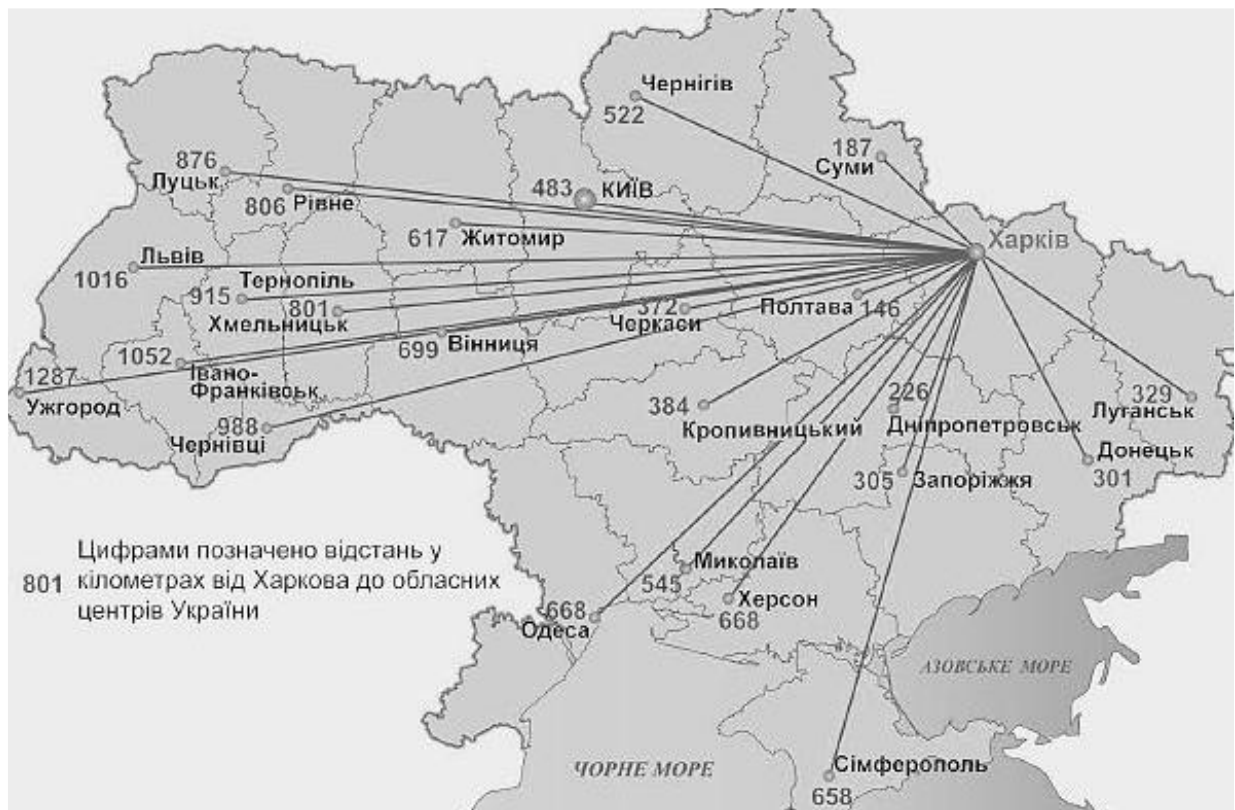 Чернігів
522
187
Суми
876
Луцьк
806
Рівне
483
КИЇВ
617
Житомир
Харків
Львів
1016
Тернопіль
915
801
Хмельницьк
372
Черкаси
Полтава
146
699
Вінниця
1052
Івано-
Франківськ
1287
Ужгород
988
Чернівці
384
Кропивницький
226
Дніпропетровськ
329
Луганськ
Донецьк
301
305
Запоріжжя
Цифрами позначено відстань у
801 кілометрах від Харкова до обласних
центрів України
Миколаїв
545
Херсон
668
668
Одеса
АЗОВСЬКЕ МОРЕ
ЧОРНЕ МОРЕ
Сімферополь
658